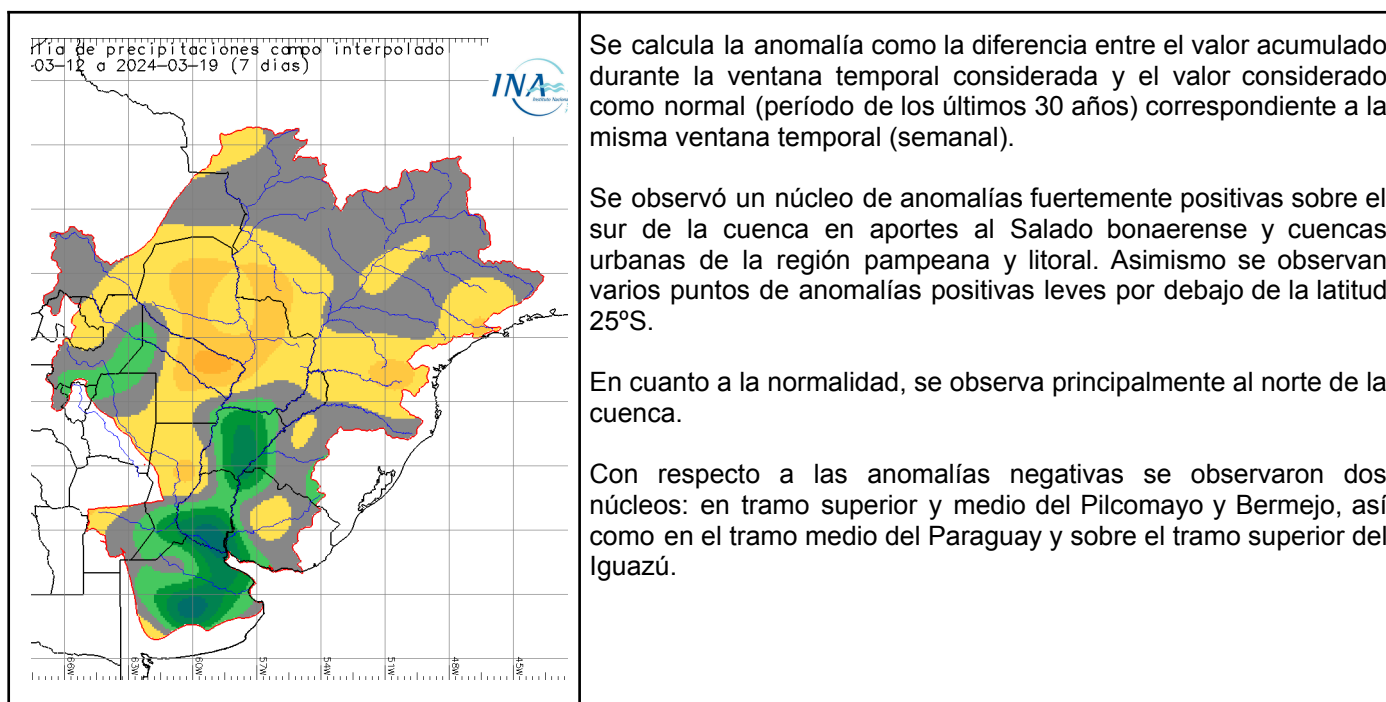 lía de precipitaciones campo interpolado
-03-12 a 2024-03-19 (7 dias)
INA
Instituto Naciona
66W 63W 60W 57W 54W 51W 48W 45W
Se calcula la anomalía como la diferencia entre el valor acumulado
durante la ventana temporal considerada y el valor considerado
como normal (período de los últimos 30 años) correspondiente a la
misma ventana temporal (semanal).
Se observó un núcleo de anomalías fuertemente positivas sobre el
sur de la cuenca en aportes al Salado bonaerense y cuencas
urbanas de la región pampeana y litoral. Asimismo se observan
varios puntos de anomalías positivas leves por debajo de la latitud
25ºS.
En cuanto a la normalidad, se observa principalmente al norte de la
cuenca.
Con respecto a las anomalías negativas se observaron dos
núcleos: en tramo superior y medio del Pilcomayo y Bermejo, así
como en el tramo medio del Paraguay y sobre el tramo superior del
Iguazú.